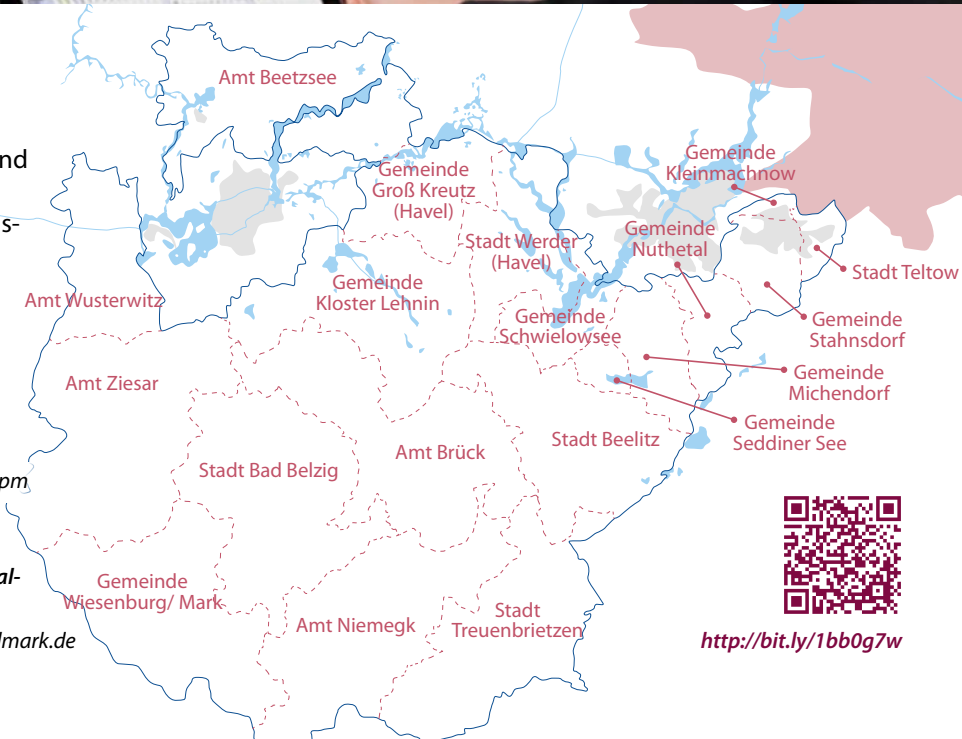 Amt Beetzsee
Gemeinde
Kleinmachnow
Gemeinde
Groß Kreutz
(Havel)
Stadt Werder
(Havel)
Gemeinde
Nuthetal
Stadt Teltow
Gemeinde
Kloster Lehnin
Amt Wusterwitz
Gemeinde
Schwielowsee
Gemeinde
Stahnsdorf
Gemeinde
Michendorf
Amt Ziesar
Gemeinde
Seddiner See
Stadt Beelitz
Amt Brück
Stadt Bad Belzig
Gemeinde
Wiesenburg/ Mark
Amt Niemegk
Stadt
Treuenbrietzen
nd
s-
pm
al-
lmark.de
http://bit.ly/1bb0g7w